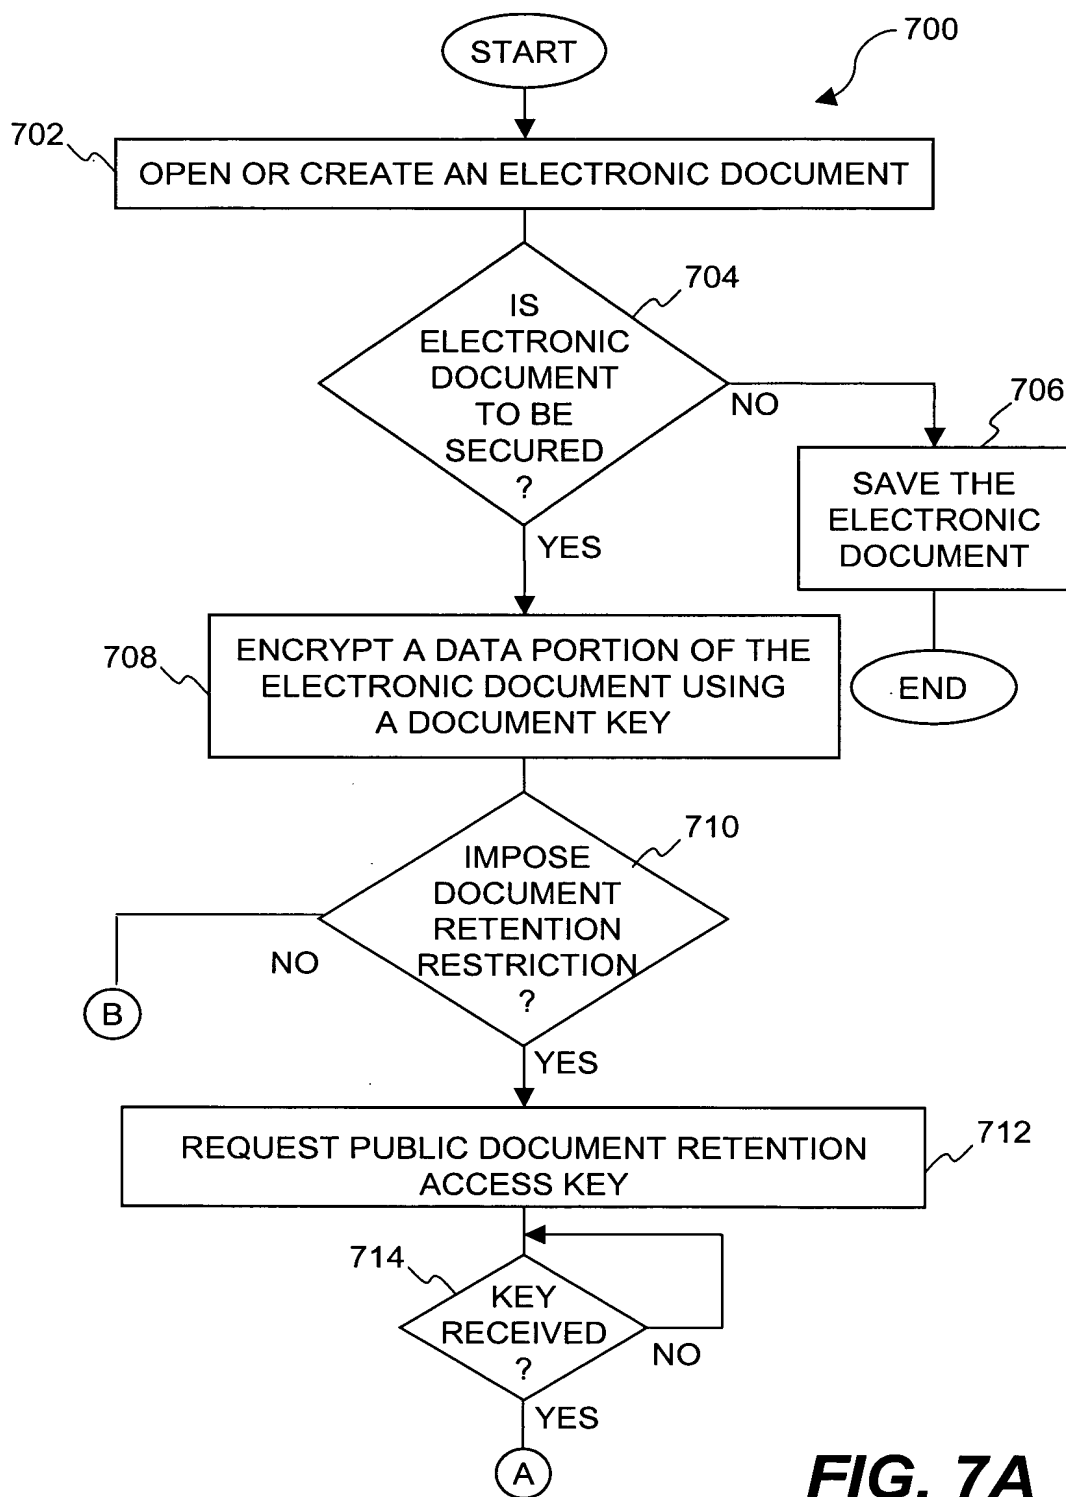 START
700
702
OPEN OR CREATE AN ELECTRONIC DOCUMENT
704
IS
ELECTRONIC
DOCUMENT
TO BE
SECURED
?
NO
706
SAVE THE
ELECTRONIC
DOCUMENT
YES
END
708
ENCRYPT A DATA PORTION OF THE
ELECTRONIC DOCUMENT USING
A DOCUMENT KEY
710
IMPOSE
DOCUMENT
RETENTION
RESTRICTION
?
NO
B
YES
712
REQUEST PUBLIC DOCUMENT RETENTION
ACCESS KEY
714
KEY
RECEIVED
?
NO
YES
A
FIG. 7A